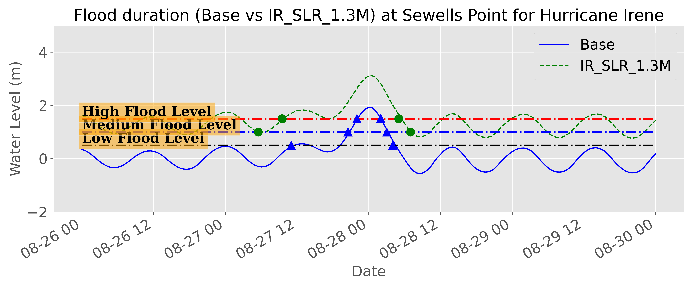 Flood duration (Base vs IR_SLR_1.3M) at Sewells Point for Hurricane Irene
Water Level (m)
4
2
0
−2
High Flood Level
Medium Flood Level
Low Flood Level
Base
IR_SLR_1.3M
08-26 00
08-26 12
08-27 00
08-27 12
08-28 00
08-28 12
08-29 00
08-29 12
08-30 00
Date